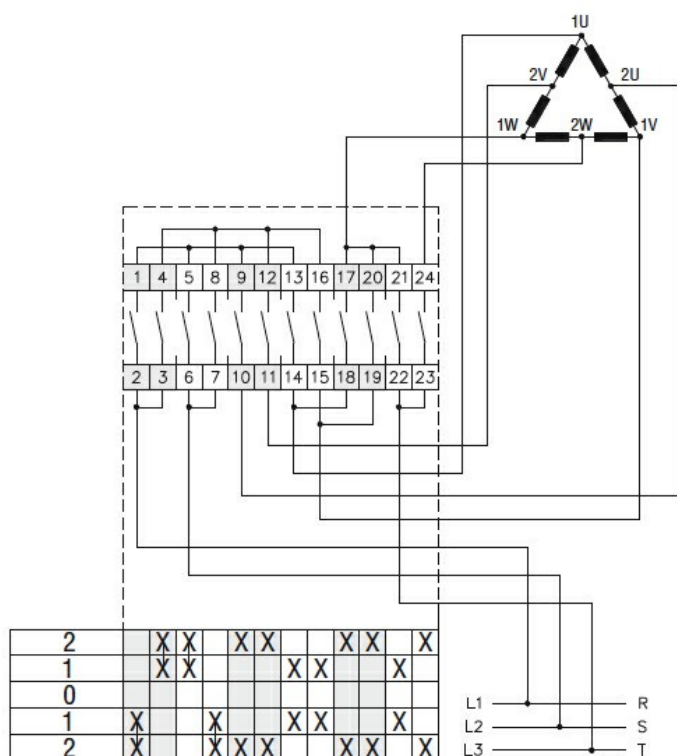 1U
2V 2U
1W 2W 1V
1 4 5 8 9 12 13 16 17 20 21 24
2 3 6 7 10 11 14 15 18 19 22 23
2 X X X X X X X
1 X X X X X
0
1 X X X X X
2 X X X X X X X
L1 R
L2 S
L3 T